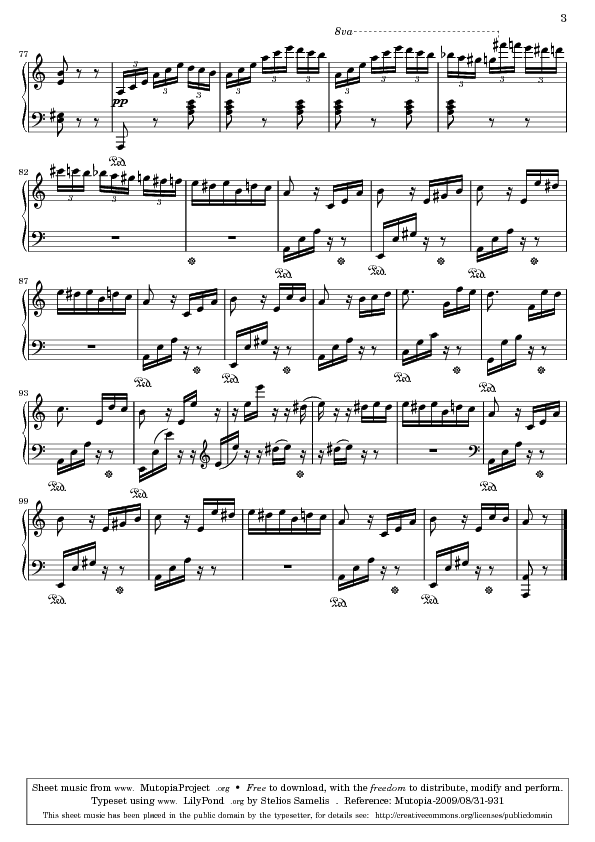 3
8va
77
3 3 3 3 3 3 3 3
pp
Ped
82
3 3 3 3
Ped Ped Ped
87
Ped Ped Ped Ped Ped
93
Ped Ped Ped
99
Ped Ped Ped
Sheet music from www. MutopiaProject .org • Free to download, with the freedom to distribute, modify and perform.
Typeset using www. LilyPond .org by Stelios Samelis . Reference: Mutopia-2009/08/31-931
This sheet music has been placed in the public domain by the typesetter, for details see: http://creativecommons.org/licenses/publicdomain